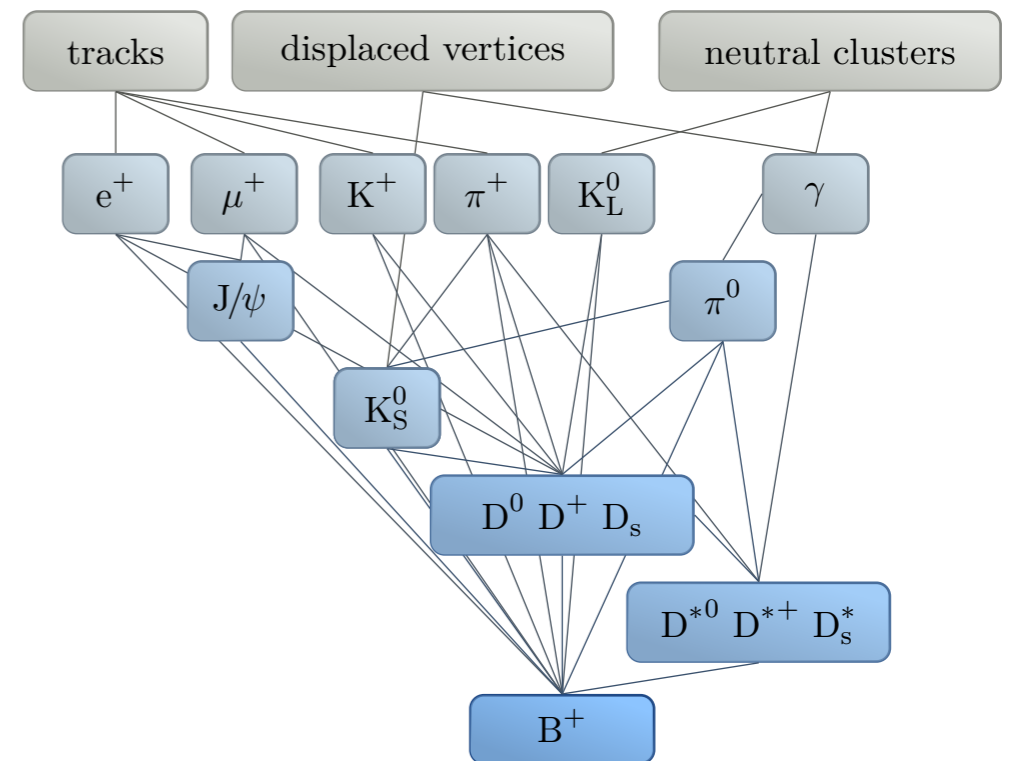 tracks displaced vertices neutral clusters
e⁺ μ⁺ K⁺ π⁺ K⁰_L γ
J/ψ π⁰
K⁰_S
D⁰ D⁺ D_s
D*⁰ D*⁺ D*_s
B⁺